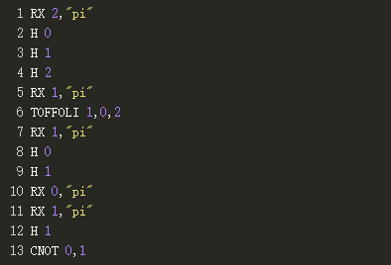 1 RX 2,"pi"
2 H 0
3 H 1
4 H 2
5 RX 1,"pi"
6 TOFFOLI 1,0,2
7 RX 1,"pi"
8 H 0
9 H 1
10 RX 0,"pi"
11 RX 1,"pi"
12 H 1
13 CNOT 0,1